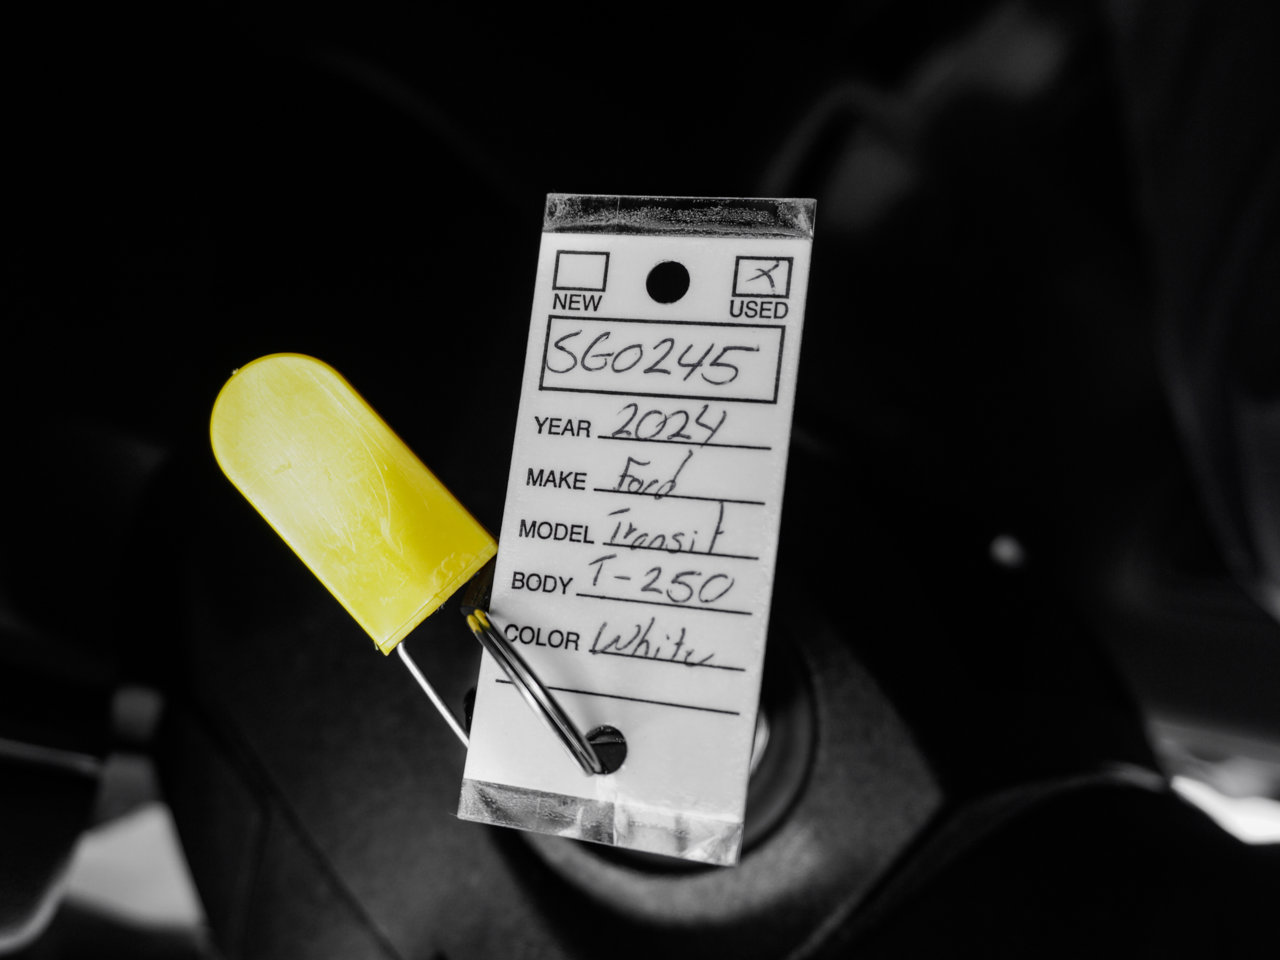 NEW USED
SG0245
YEAR 2024
MAKE Ford
MODEL Transit
BODY T-250
COLOR White